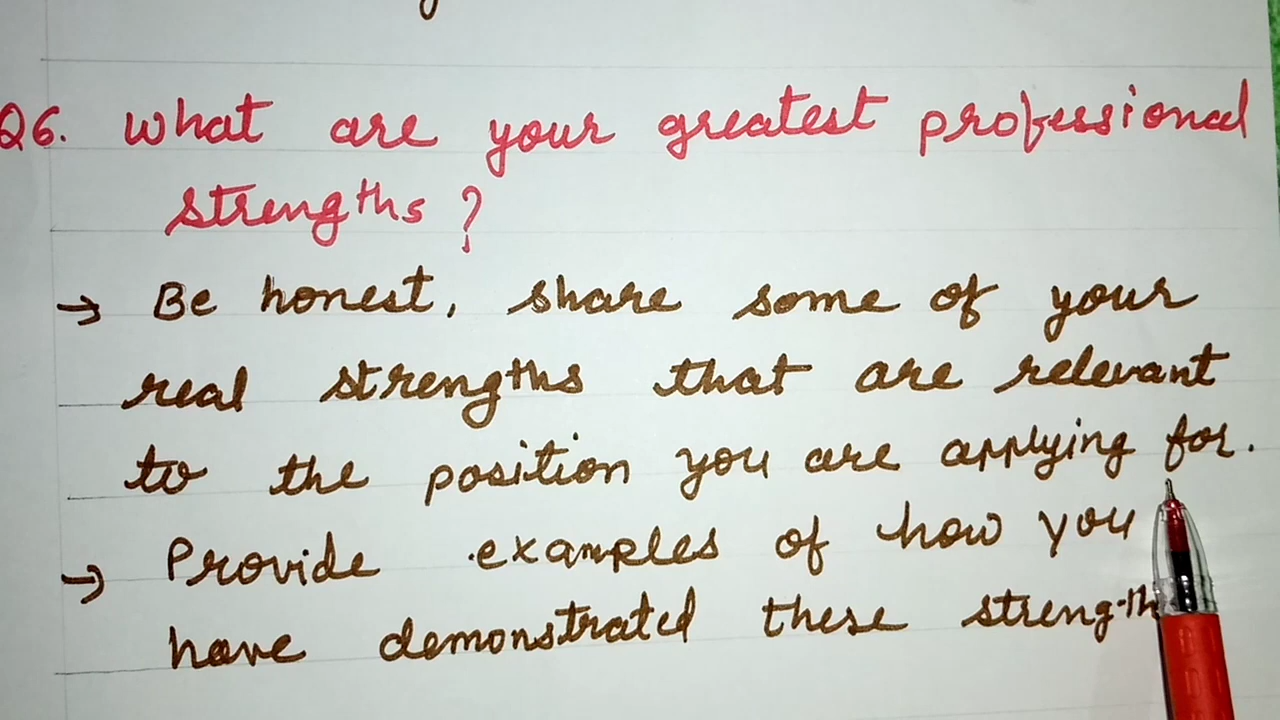 Q6. What are your greatest professional
strengths?
→ Be honest, share some of your
real strengths that are relevant
to the position you are applying for.
→ Provide examples of how you
have demonstrated these strength